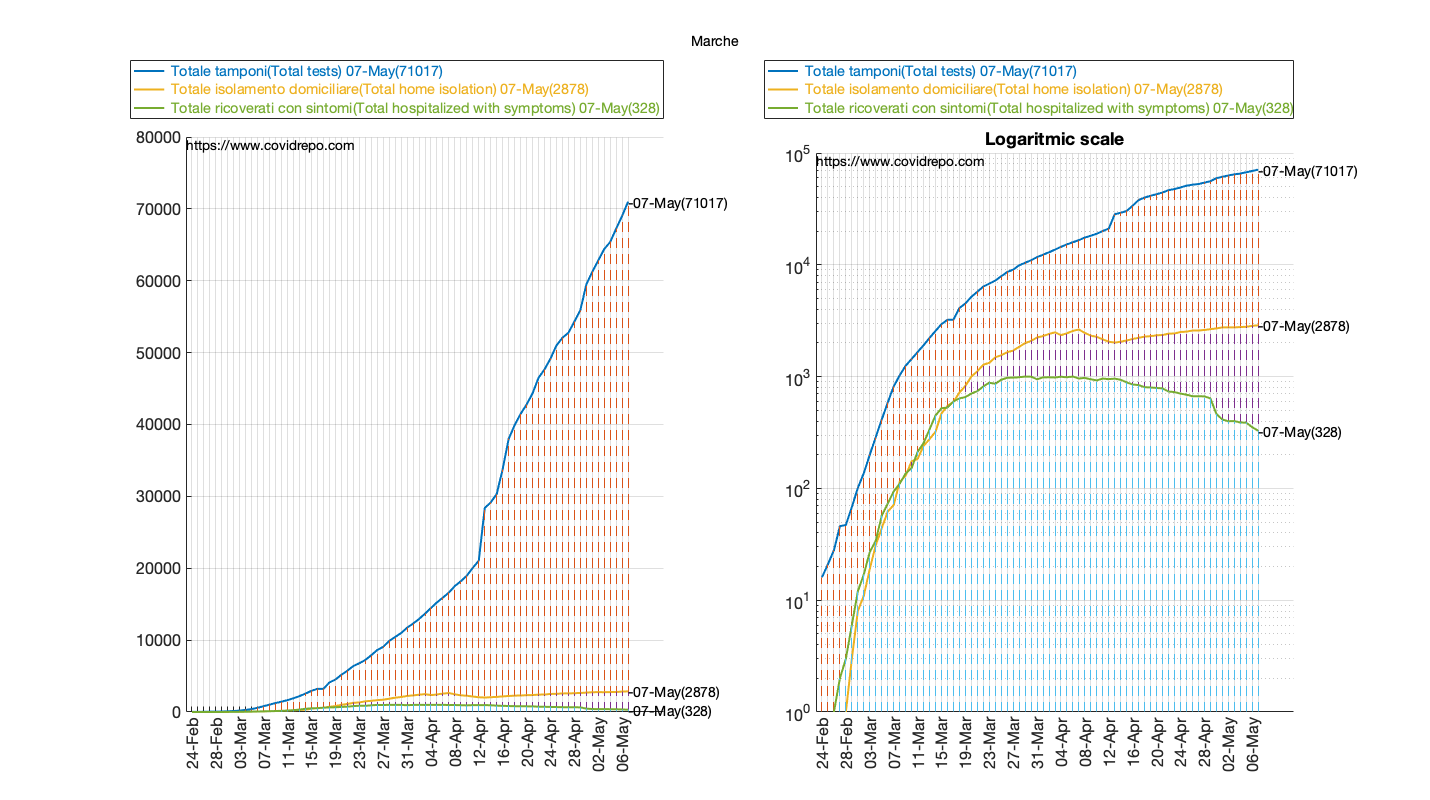 Marche
Totale tamponi(Total tests) 07-May(71017)
Totale isolamento domiciliare(Total home isolation) 07-May(2878)
Totale ricoverati con sintomi(Total hospitalized with symptoms) 07-May(328)
80000
https://www.covidrepo.com
70000
60000
50000
40000
30000
20000
10000
0
-07-May(71017)
-07-May(2878)
-07-May(328)
24-Feb
28-Feb
03-Mar
07-Mar
11-Mar
15-Mar
19-Mar
23-Mar
27-Mar
31-Mar
04-Apr
08-Apr
12-Apr
16-Apr
20-Apr
24-Apr
28-Apr
02-May
06-May
Totale tamponi(Total tests) 07-May(71017)
Totale isolamento domiciliare(Total home isolation) 07-May(2878)
Totale ricoverati con sintomi(Total hospitalized with symptoms) 07-May(328)
Logaritmic scale
10^5
https://www.covidrepo.com
10^4
10^3
10^2
10^1
10^0
-07-May(71017)
-07-May(2878)
-07-May(328)
24-Feb
28-Feb
03-Mar
07-Mar
11-Mar
15-Mar
19-Mar
23-Mar
27-Mar
31-Mar
04-Apr
08-Apr
12-Apr
16-Apr
20-Apr
24-Apr
28-Apr
02-May
06-May